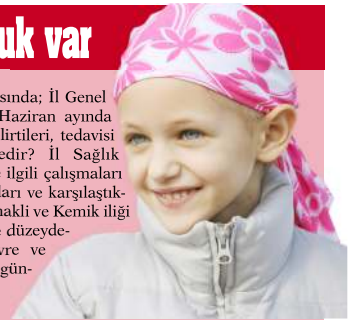 uk var
sında; İl Genel
Haziran ayında
lirtileri, tedavisi
edir? İl Sağlık
ilgili çalışmaları
ları ve karşılaştık-
nakli ve Kemik iliği
düzeyde-
vre ve
gün-